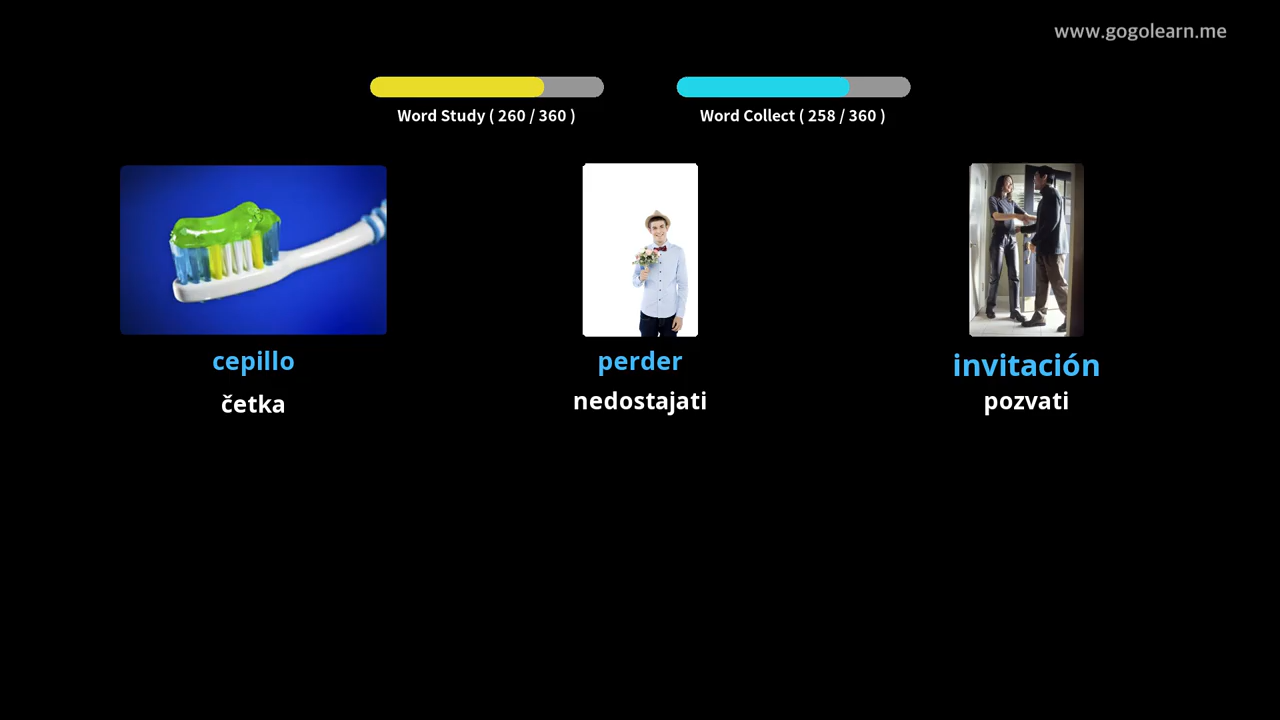 www.gogolearn.me
Word Study ( 260 / 360 )
Word Collect ( 258 / 360 )
cepillo
perder
invitación
četka
nedostajati
pozvati